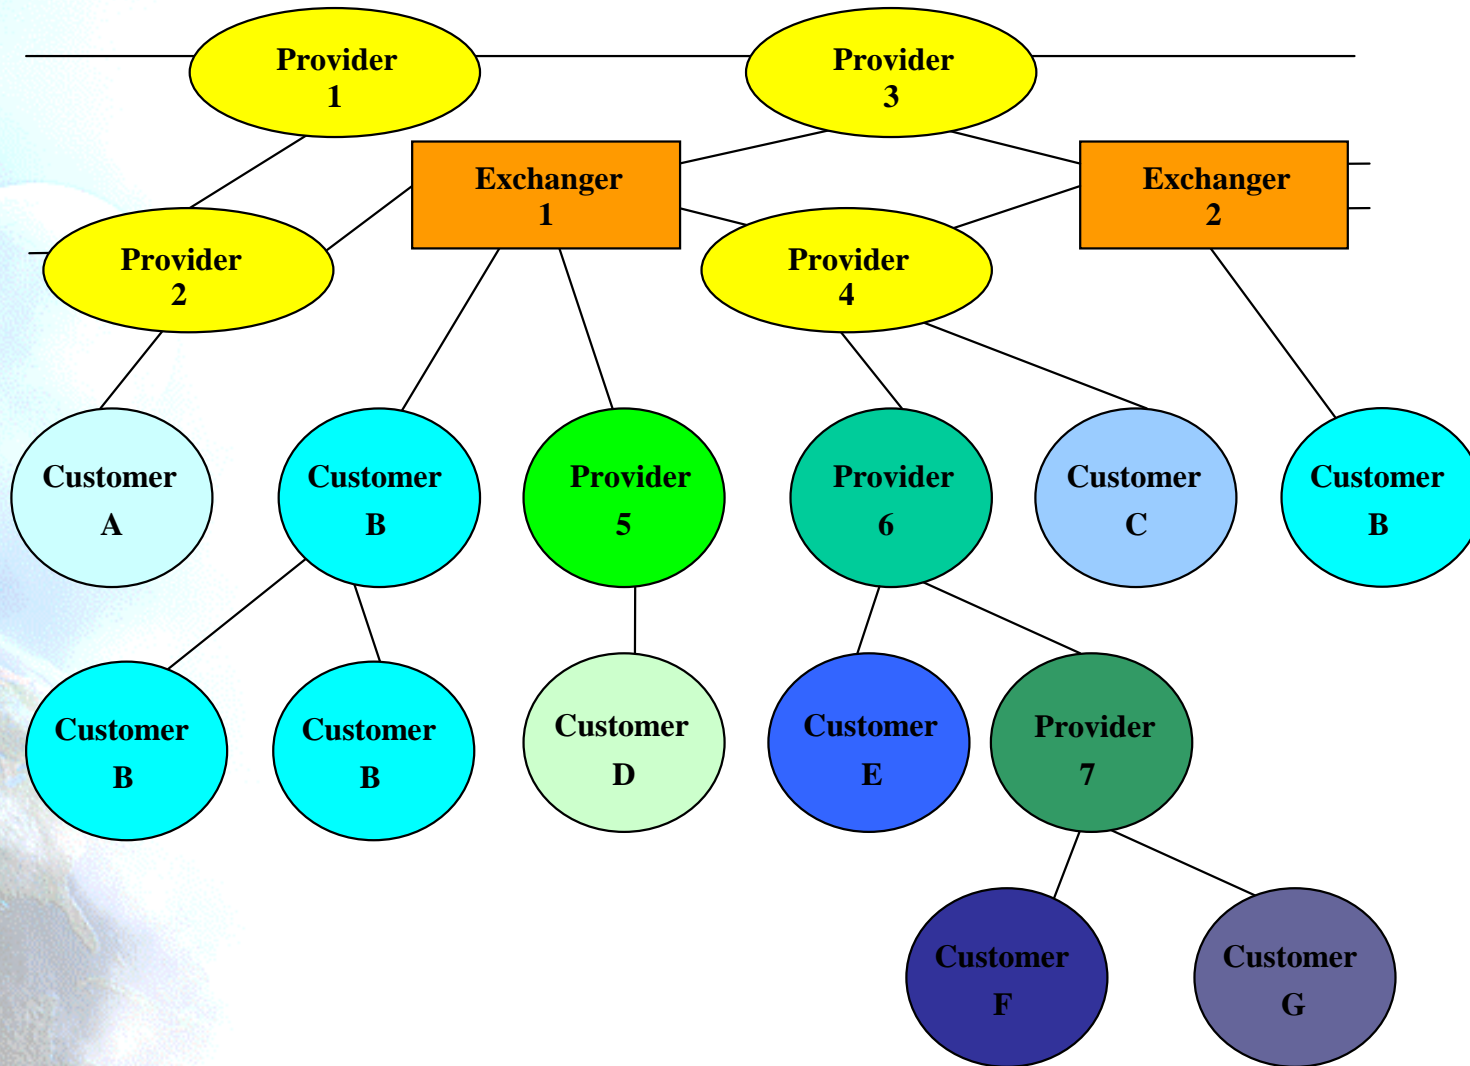 Provider
1
Provider
3
Exchanger
1
Exchanger
2
Provider
2
Provider
4
Customer
A
Customer
B
Provider
5
Provider
6
Customer
C
Customer
B
Customer
B
Customer
B
Customer
D
Customer
E
Provider
7
Customer
F
Customer
G